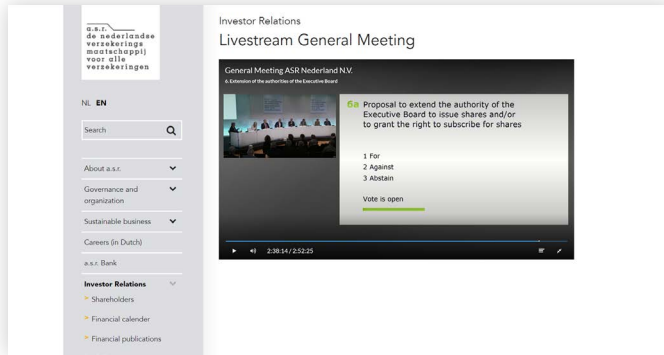 a.s.r.
de nederlandse
verzekerings
maatschappij
voor alle
verzekeringen
NL EN
Search
About a.s.r.
Governance and
organization
Sustainable business
Careers (in Dutch)
a.s.r. Bank
Investor Relations
Shareholders
Financial calender
Financial publications
Investor Relations
Livestream General Meeting
General Meeting ASR Nederland N.V.
6. Extension of the authorities of the Executive Board
6a Proposal to extend the authority of the
Executive Board to issue shares and/or
to grant the right to subscribe for shares
1 For
2 Against
3 Abstain
Vote is open
2:38:14 / 2:52:25